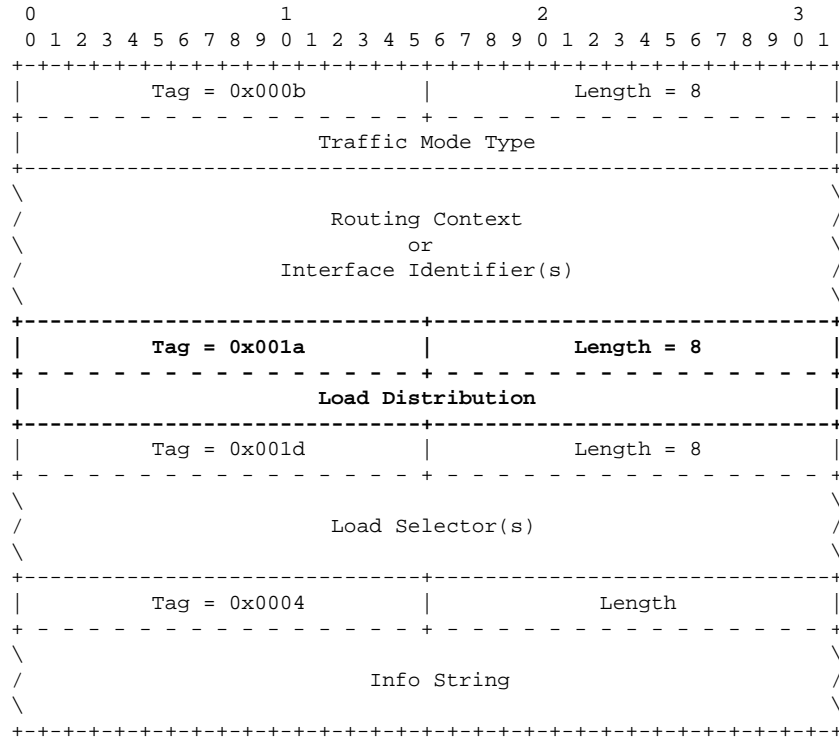 0                   1                   2                   3
0 1 2 3 4 5 6 7 8 9 0 1 2 3 4 5 6 7 8 9 0 1 2 3 4 5 6 7 8 9 0 1
+-+-+-+-+-+-+-+-+-+-+-+-+-+-+-+-+-+-+-+-+-+-+-+-+-+-+-+-+-+-+-+-+
|          Tag = 0x000b         |           Length = 8          |
+ - - - - - - - - - - - - - - - + - - - - - - - - - - - - - - - +
|                       Traffic Mode Type                       |
+---------------------------------------------------------------+
\                                                               \
/                        Routing Context                        /
\                              or                               \
/                    Interface Identifier(s)                    /
\                                                               \
+-------------------------------+-------------------------------+
|          Tag = 0x001a         |           Length = 8          |
+ - - - - - - - - - - - - - - - + - - - - - - - - - - - - - - - +
|                       Load Distribution                       |
+-------------------------------+-------------------------------+
|          Tag = 0x001d         |           Length = 8          |
+ - - - - - - - - - - - - - - - + - - - - - - - - - - - - - - - +
\                                                               \
/                        Load Selector(s)                       /
\                                                               \
+-------------------------------+-------------------------------+
|          Tag = 0x0004         |             Length            |
+ - - - - - - - - - - - - - - - + - - - - - - - - - - - - - - - +
\                                                               \
/                           Info String                         /
\                                                               \
+-+-+-+-+-+-+-+-+-+-+-+-+-+-+-+-+-+-+-+-+-+-+-+-+-+-+-+-+-+-+-+-+